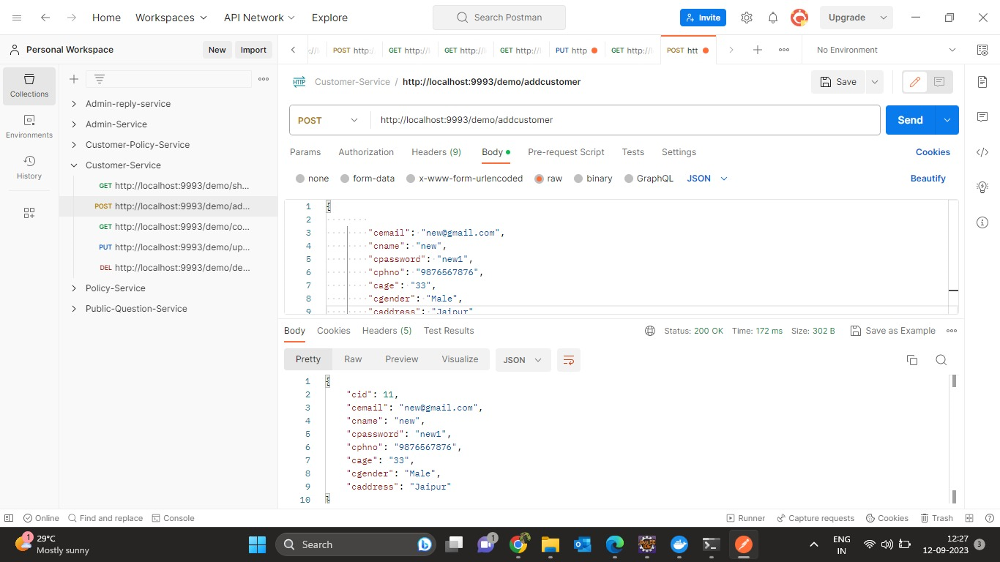 Home Workspaces API Network Explore Search Postman Invite Upgrade
Personal Workspace New Import
POST http:/ GET http:// GET http://l GET http://l PUT http GET http:// POST htt No Environment
Collections
Environments
History
Admin-reply-service
Admin-Service
Customer-Policy-Service
Customer-Service
GET http://localhost:9993/demo/sh...
POST http://localhost:9993/demo/ad...
GET http://localhost:9993/demo/co...
PUT http://localhost:9993/demo/up...
DEL http://localhost:9993/demo/de...
Policy-Service
Public-Question-Service
HTTP Customer-Service / http://localhost:9993/demo/addcustomer Save
POST http://localhost:9993/demo/addcustomer Send
Params Authorization Headers (9) Body Pre-request Script Tests Settings Cookies
none form-data x-www-form-urlencoded raw binary GraphQL JSON Beautify
1 {
2
3 "cemail": "new@gmail.com",
4 "cname": "new",
5 "cpassword": "new1",
6 "cphno": "9876567876",
7 "cage": "33",
8 "cgender": "Male",
9 "caddress": "Jaipur"
Body Cookies Headers (5) Test Results Status: 200 OK Time: 172 ms Size: 302 B Save as Example
Pretty Raw Preview Visualize JSON
1 {
2 "cid": 11,
3 "cemail": "new@gmail.com",
4 "cname": "new",
5 "cpassword": "new1",
6 "cphno": "9876567876",
7 "cage": "33",
8 "cgender": "Male",
9 "caddress": "Jaipur"
10 }
Online Find and replace Console Runner Capture requests Cookies Trash
1 29°C
Mostly sunny
Search
1
ENG
IN
12:27
12-09-2023
3